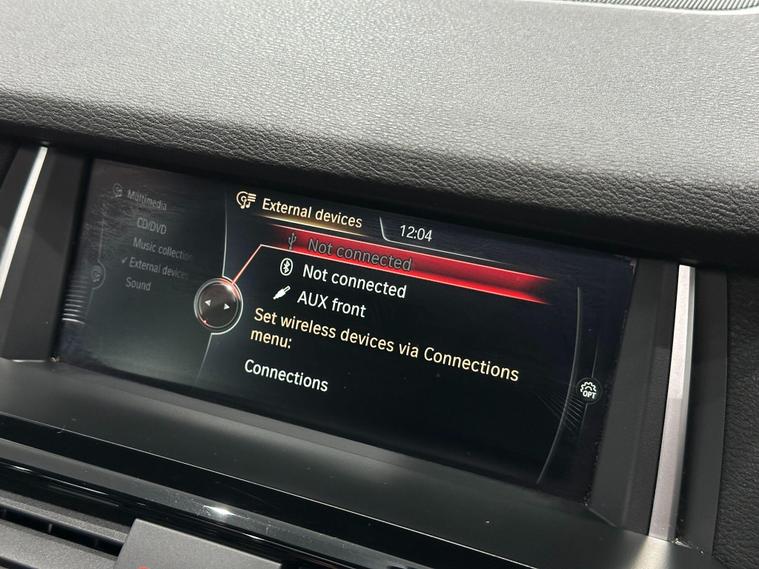 Multimedia
CD/DVD
Music collection
External devices
Sound
External devices
12:04
Not connected
Not connected
AUX front
Set wireless devices via Connections
menu:
Connections
OPT